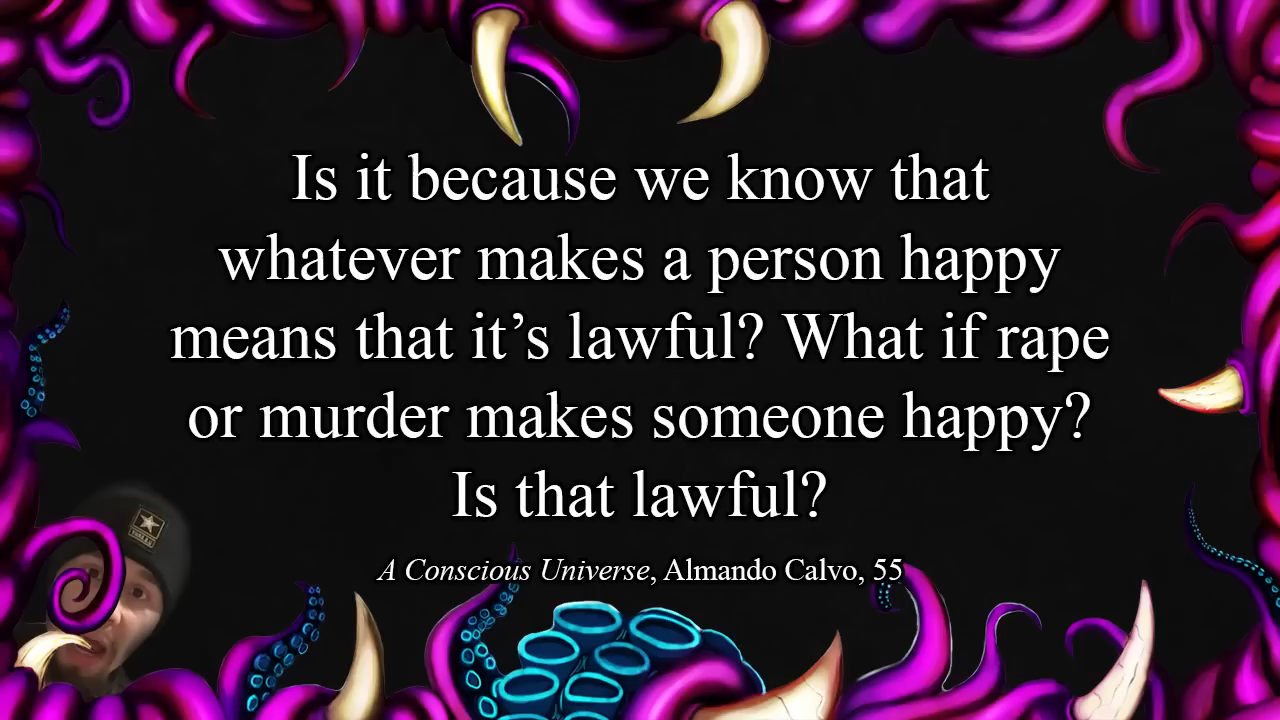 Is it because we know that
whatever makes a person happy
means that it’s lawful? What if rape
or murder makes someone happy?
Is that lawful?
A Conscious Universe, Almando Calvo, 55